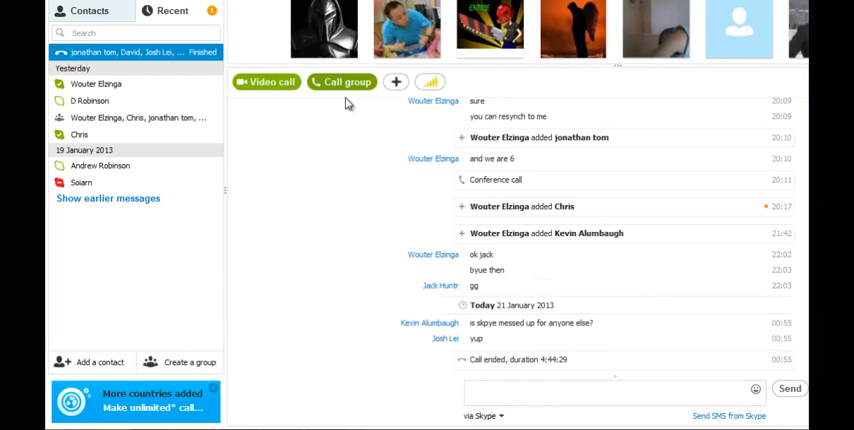 Contacts
Recent
1
Search
jonathan tom, David, Josh Lei, ... Finished
Yesterday
Wouter Elzinga
D Robinson
Wouter Elzinga, Chris, jonathan tom, ...
Chris
19 January 2013
Andrew Robinson
Soiarn
Show earlier messages
Add a contact
Create a group
More countries added
Make unlimited* call...
ENTIRE
Video call
Call group
Wouter Elzinga sure 20:09
you can resynch to me 20:09
Wouter Elzinga added jonathan tom 20:10
Wouter Elzinga and we are 6 20:10
Conference call 20:11
Wouter Elzinga added Chris 20:17
Wouter Elzinga added Kevin Alumbaugh 21:42
Wouter Elzinga ok jack 22:02
byue then 22:03
Jack Huntr gg 22:03
Today 21 January 2013
Kevin Alumbaugh is skpye messed up for anyone else? 00:55
Josh Lei yup 00:55
Call ended, duration 4:44:29 00:55
Send
via Skype
Send SMS from Skype